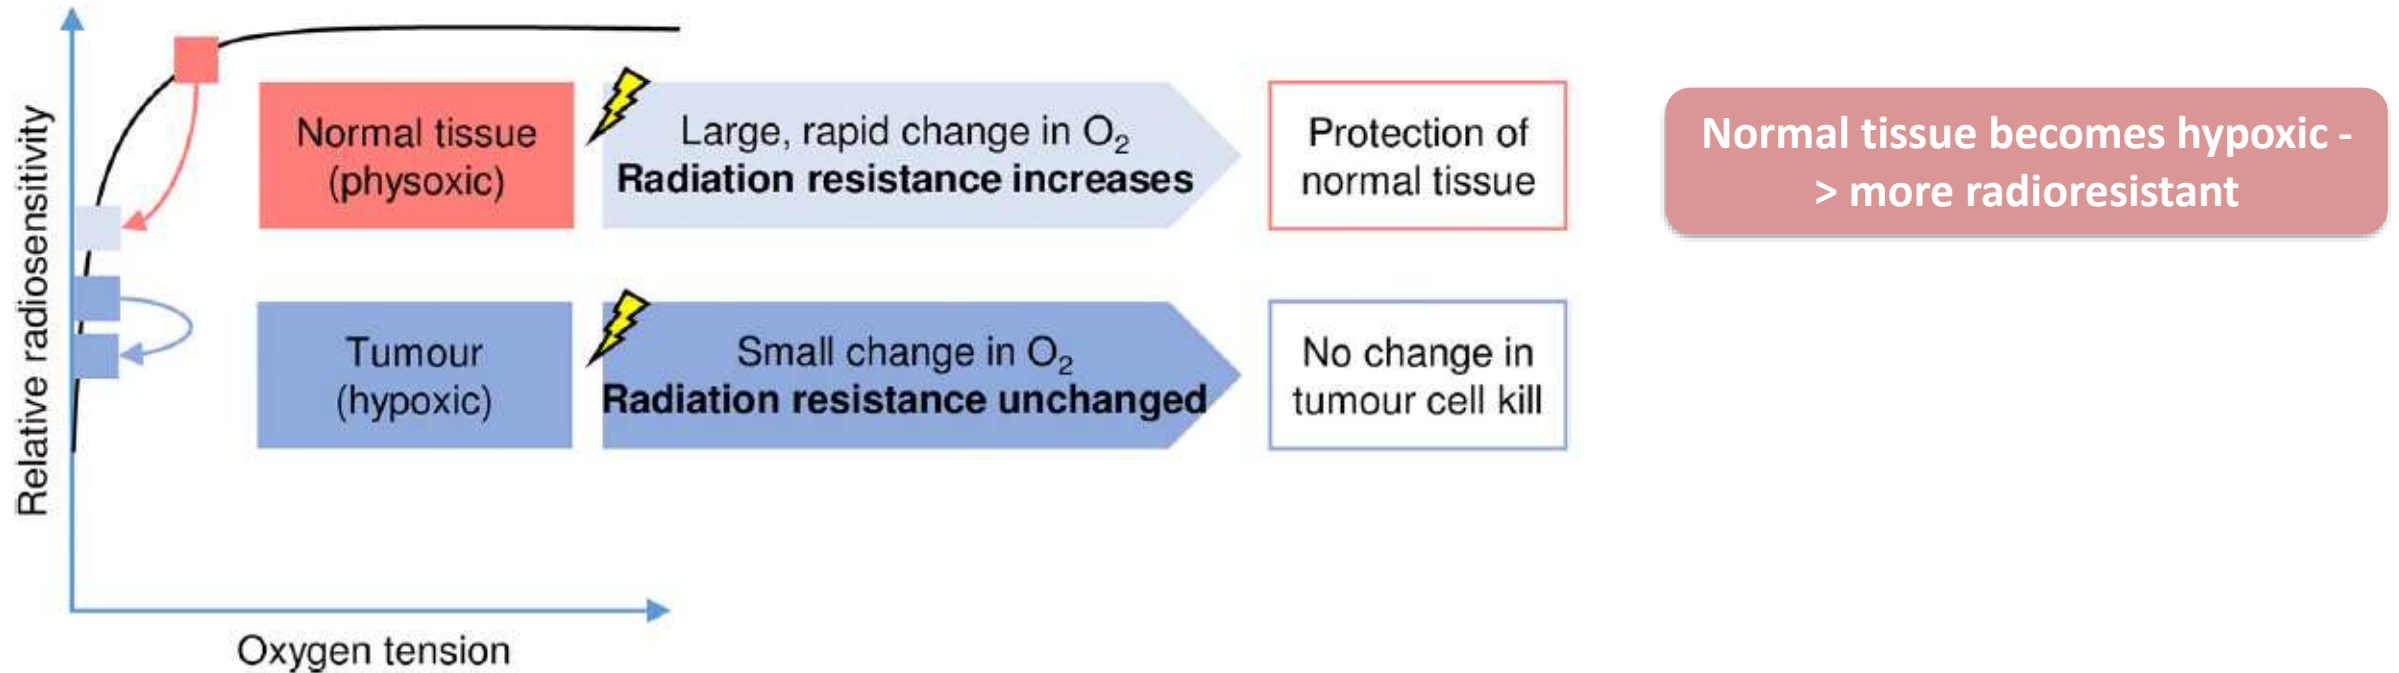 Relative radiosensitivity
Oxygen tension
Normal tissue
(physoxic)
Large, rapid change in O₂
Radiation resistance increases
Protection of
normal tissue
Normal tissue becomes hypoxic -
> more radioresistant
Tumour
(hypoxic)
Small change in O₂
Radiation resistance unchanged
No change in
tumour cell kill